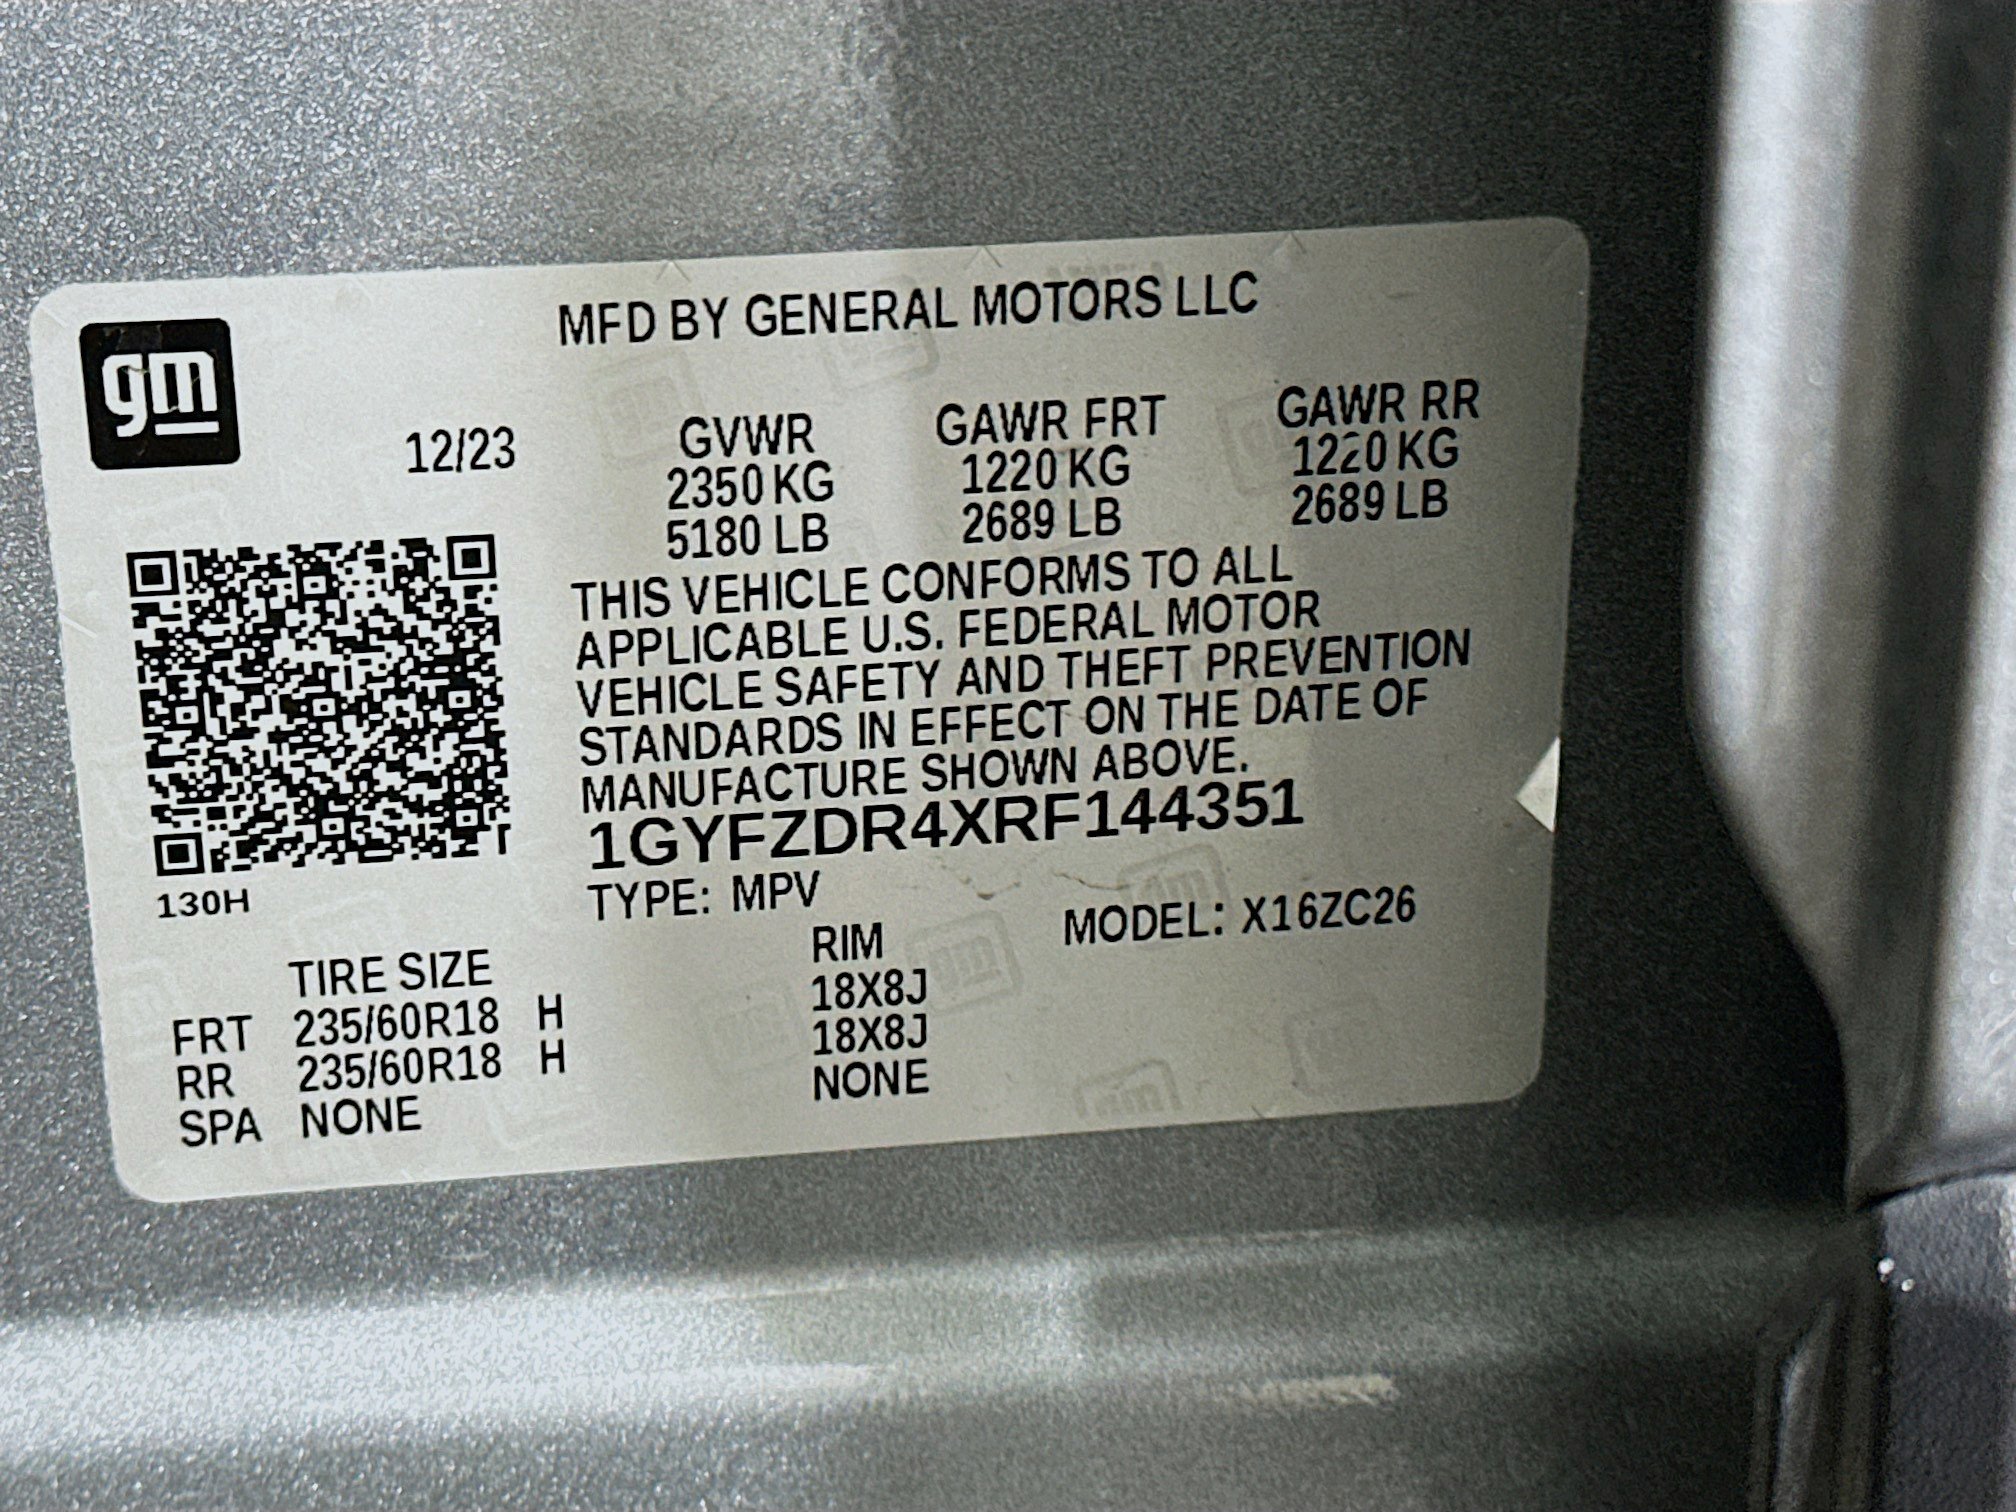 MFD BY GENERAL MOTORS LLC
gm
12/23
GVWR GAWR FRT GAWR RR
2350 KG 1220 KG 1220 KG
5180 LB 2689 LB 2689 LB
THIS VEHICLE CONFORMS TO ALL
APPLICABLE U.S. FEDERAL MOTOR
VEHICLE SAFETY AND THEFT PREVENTION
STANDARDS IN EFFECT ON THE DATE OF
MANUFACTURE SHOWN ABOVE.
1GYFZDR4XRF144351
130H
TYPE: MPV MODEL: X16ZC26
TIRE SIZE RIM
FRT 235/60R18 H 18X8J
RR 235/60R18 H 18X8J
SPA NONE NONE